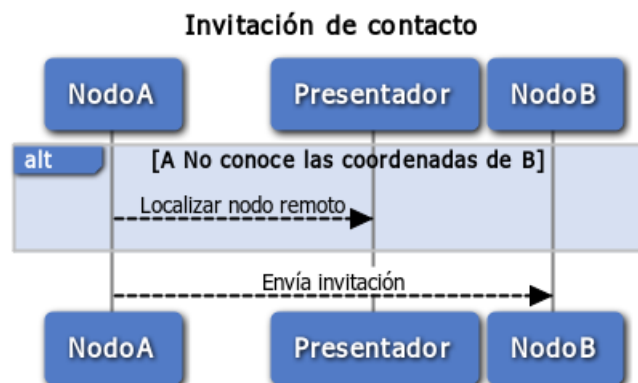 Invitación de contacto
NodoA Presentador NodoB
alt [A No conoce las coordenadas de B]
Localizar nodo remoto
Envía invitación
NodoA Presentador NodoB